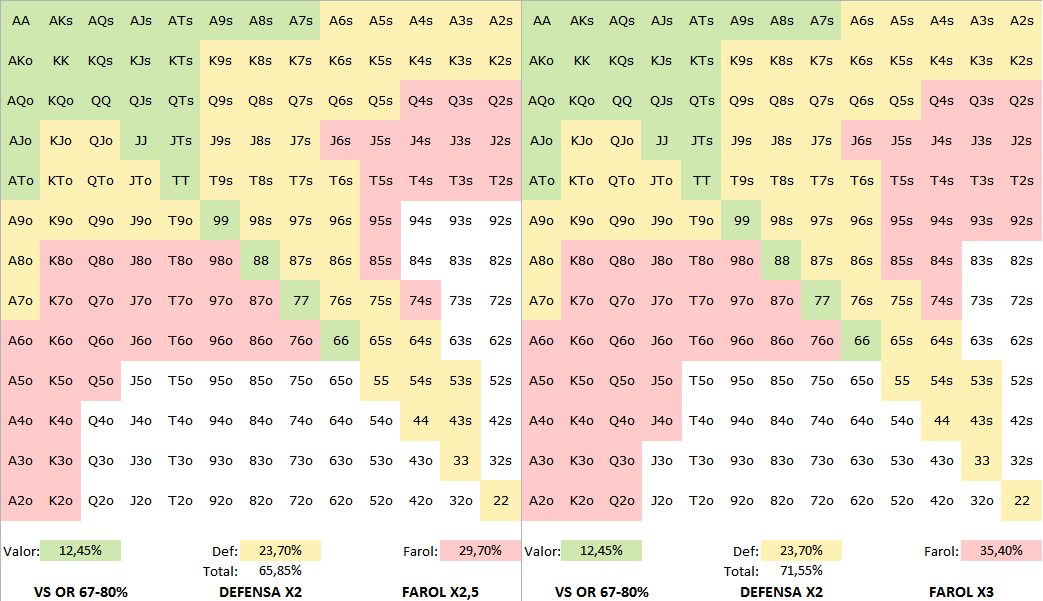 AA AKs AQs AJs ATs A9s A8s A7s A6s A5s A4s A3s A2s AA AKs AQs AJs ATs A9s A8s A7s A6s A5s A4s A3s A2s
AKo KK KQs KJs KTs K9s K8s K7s K6s K5s K4s K3s K2s AKo KK KQs KJs KTs K9s K8s K7s K6s K5s K4s K3s K2s
AQo KQo QQ QJs QTs Q9s Q8s Q7s Q6s Q5s Q4s Q3s Q2s AQo KQo QQ QJs QTs Q9s Q8s Q7s Q6s Q5s Q4s Q3s Q2s
AJo KJo QJo JJ JTs J9s J8s J7s J6s J5s J4s J3s J2s AJo KJo QJo JJ JTs J9s J8s J7s J6s J5s J4s J3s J2s
ATo KTo QTo JTo TT T9s T8s T7s T6s T5s T4s T3s T2s ATo KTo QTo JTo TT T9s T8s T7s T6s T5s T4s T3s T2s
A9o K9o Q9o J9o T9o 99 98s 97s 96s 95s 94s 93s 92s A9o K9o Q9o J9o T9o 99 98s 97s 96s 95s 94s 93s 92s
A8o K8o Q8o J8o T8o 98o 88 87s 86s 85s 84s 83s 82s A8o K8o Q8o J8o T8o 98o 88 87s 86s 85s 84s 83s 82s
A7o K7o Q7o J7o T7o 97o 87o 77 76s 75s 74s 73s 72s A7o K7o Q7o J7o T7o 97o 87o 77 76s 75s 74s 73s 72s
A6o K6o Q6o J6o T6o 96o 86o 76o 66 65s 64s 63s 62s A6o K6o Q6o J6o T6o 96o 86o 76o 66 65s 64s 63s 62s
A5o K5o Q5o J5o T5o 95o 85o 75o 65o 55 54s 53s 52s A5o K5o Q5o J5o T5o 95o 85o 75o 65o 55 54s 53s 52s
A4o K4o Q4o J4o T4o 94o 84o 74o 64o 54o 44 43s 42s A4o K4o Q4o J4o T4o 94o 84o 74o 64o 54o 44 43s 42s
A3o K3o Q3o J3o T3o 93o 83o 73o 63o 53o 43o 33 32s A3o K3o Q3o J3o T3o 93o 83o 73o 63o 53o 43o 33 32s
A2o K2o Q2o J2o T2o 92o 82o 72o 62o 52o 42o 32o 22 A2o K2o Q2o J2o T2o 92o 82o 72o 62o 52o 42o 32o 22
Valor: 12,45% Def: 23,70% Farol: 29,70% Valor: 12,45% Def: 23,70% Farol: 35,40%
Total: 65,85% Total: 71,55%
VS OR 67-80% DEFENSA X2 FAROL X2,5 VS OR 67-80% DEFENSA X2 FAROL X3